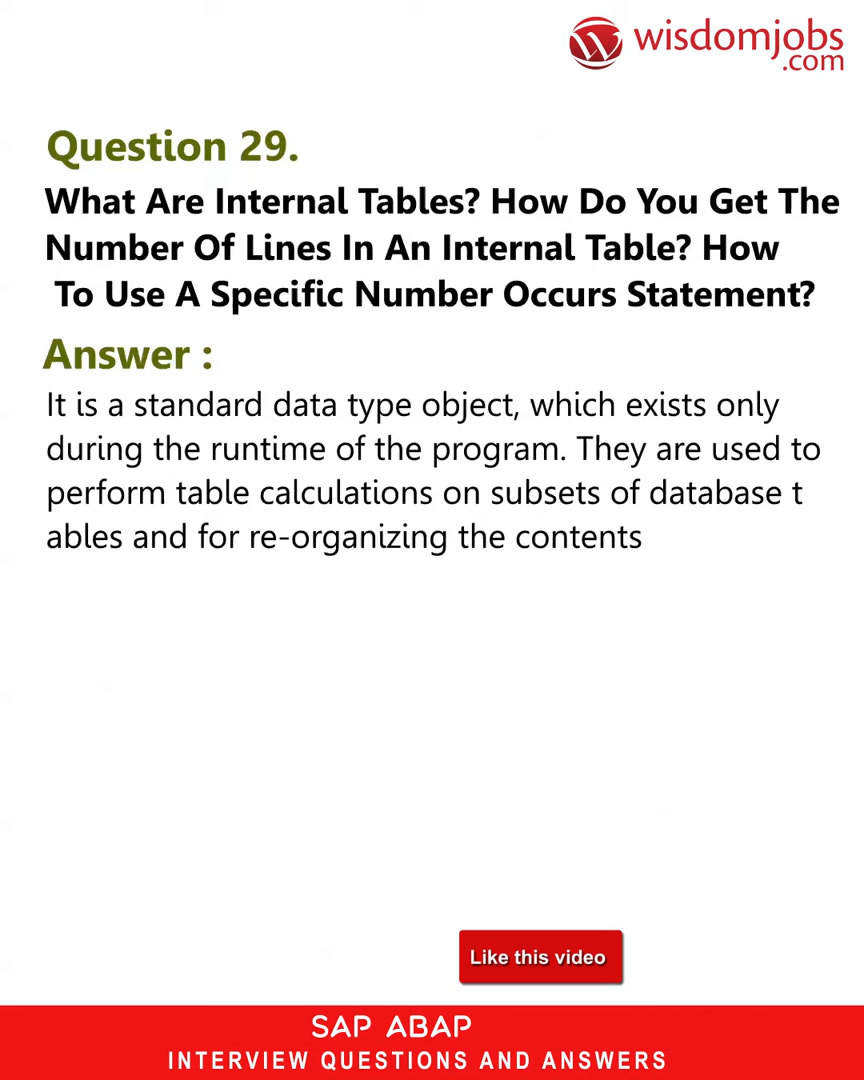 wisdomjobs
.com
Question 29.
What Are Internal Tables? How Do You Get The
Number Of Lines In An Internal Table? How
To Use A Specific Number Occurs Statement?
Answer :
It is a standard data type object, which exists only
during the runtime of the program. They are used to
perform table calculations on subsets of database t
ables and for re-organizing the contents
Like this video
SAP ABAP
INTERVIEW QUESTIONS AND ANSWERS